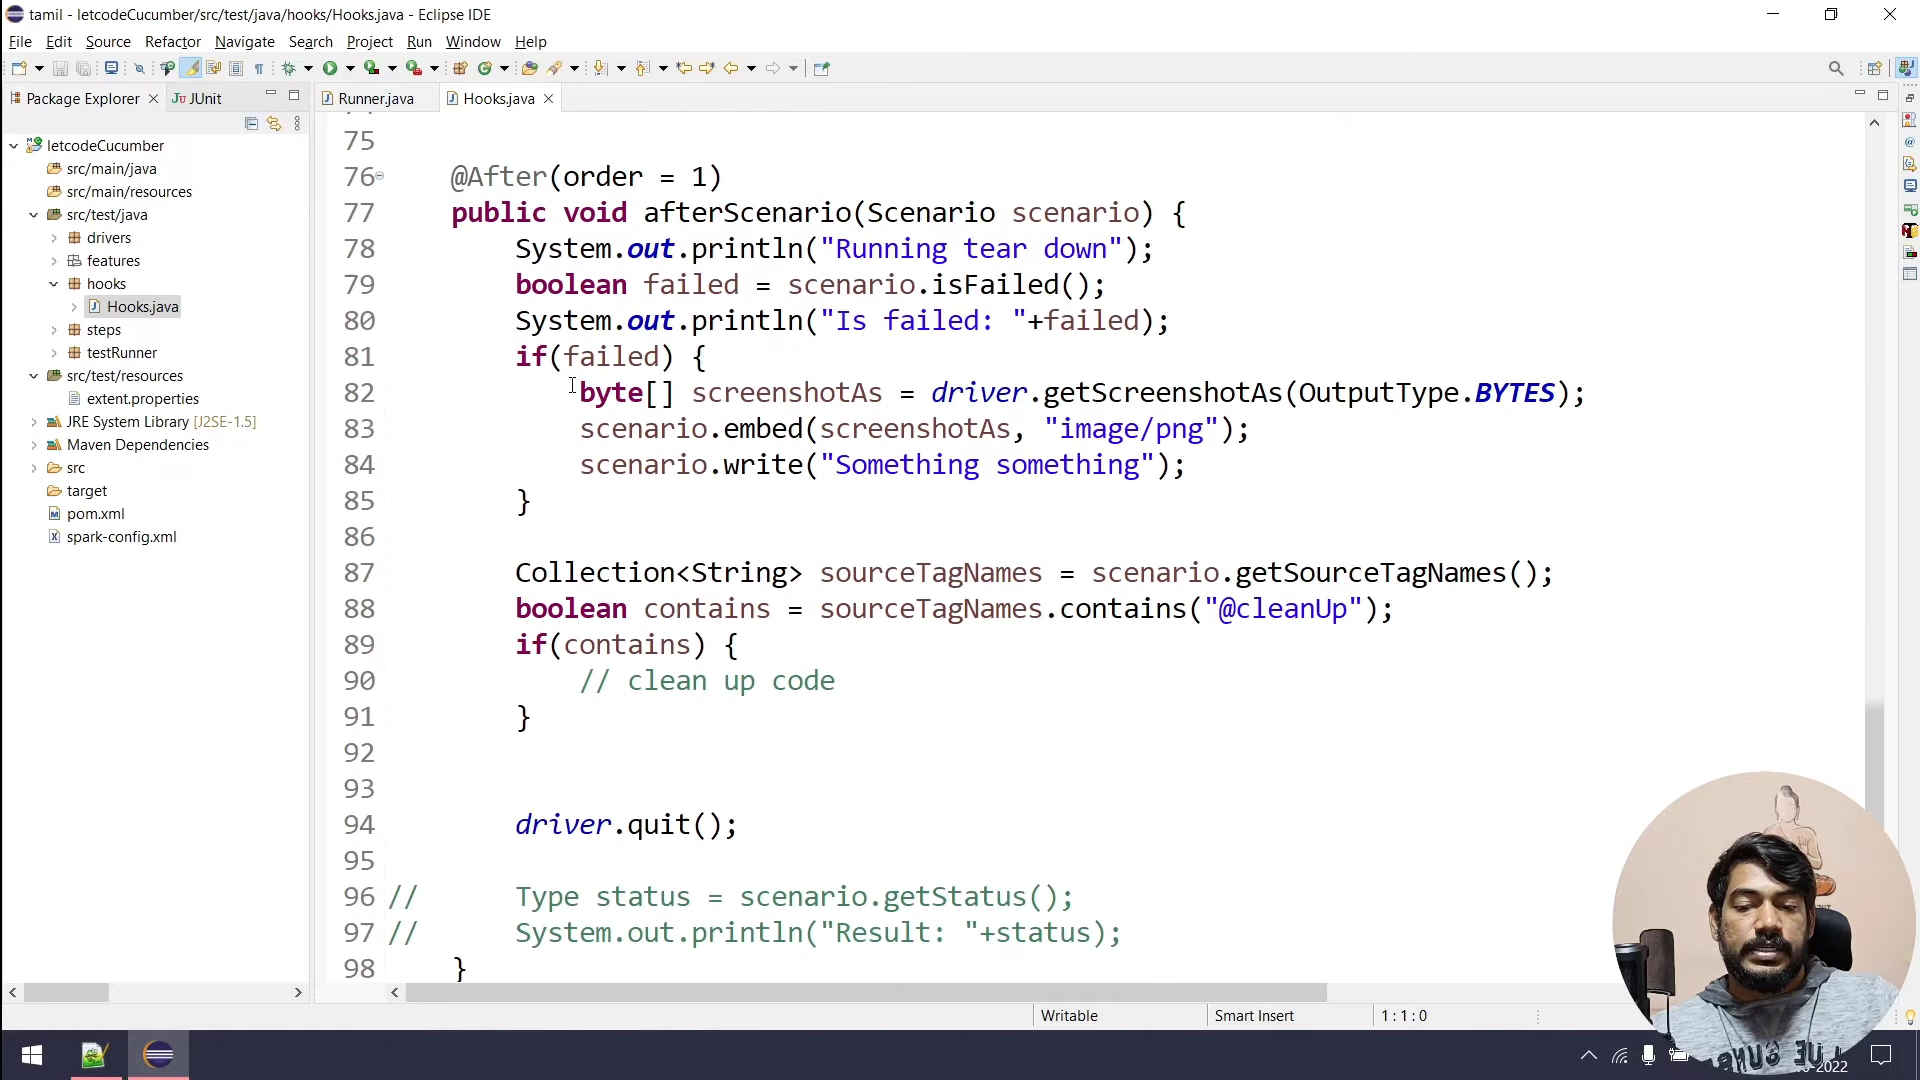 tamil - letcodeCucumber/src/test/java/hooks/Hooks.java - Eclipse IDE
File Edit Source Refactor Navigate Search Project Run Window Help
Package Explorer JUnit
Runner.java Hooks.java
letcodeCucumber
src/main/java
src/main/resources
src/test/java
drivers
features
hooks
Hooks.java
steps
testRunner
src/test/resources
extent.properties
JRE System Library [J2SE-1.5]
Maven Dependencies
src
target
pom.xml
spark-config.xml
75
76 @After(order = 1)
77 public void afterScenario(Scenario scenario) {
78 System.out.println("Running tear down");
79 boolean failed = scenario.isFailed();
80 System.out.println("Is failed: "+failed);
81 if(failed) {
82 byte[] screenshotAs = driver.getScreenshotAs(OutputType.BYTES);
83 scenario.embed(screenshotAs, "image/png");
84 scenario.write("Something something");
85 }
86
87 Collection<String> sourceTagNames = scenario.getSourceTagNames();
88 boolean contains = sourceTagNames.contains("@cleanUp");
89 if(contains) {
90 // clean up code
91 }
92
93
94 driver.quit();
95
96 // Type status = scenario.getStatus();
97 // System.out.println("Result: "+status);
98 }
Writable Smart Insert 1 : 1 : 0